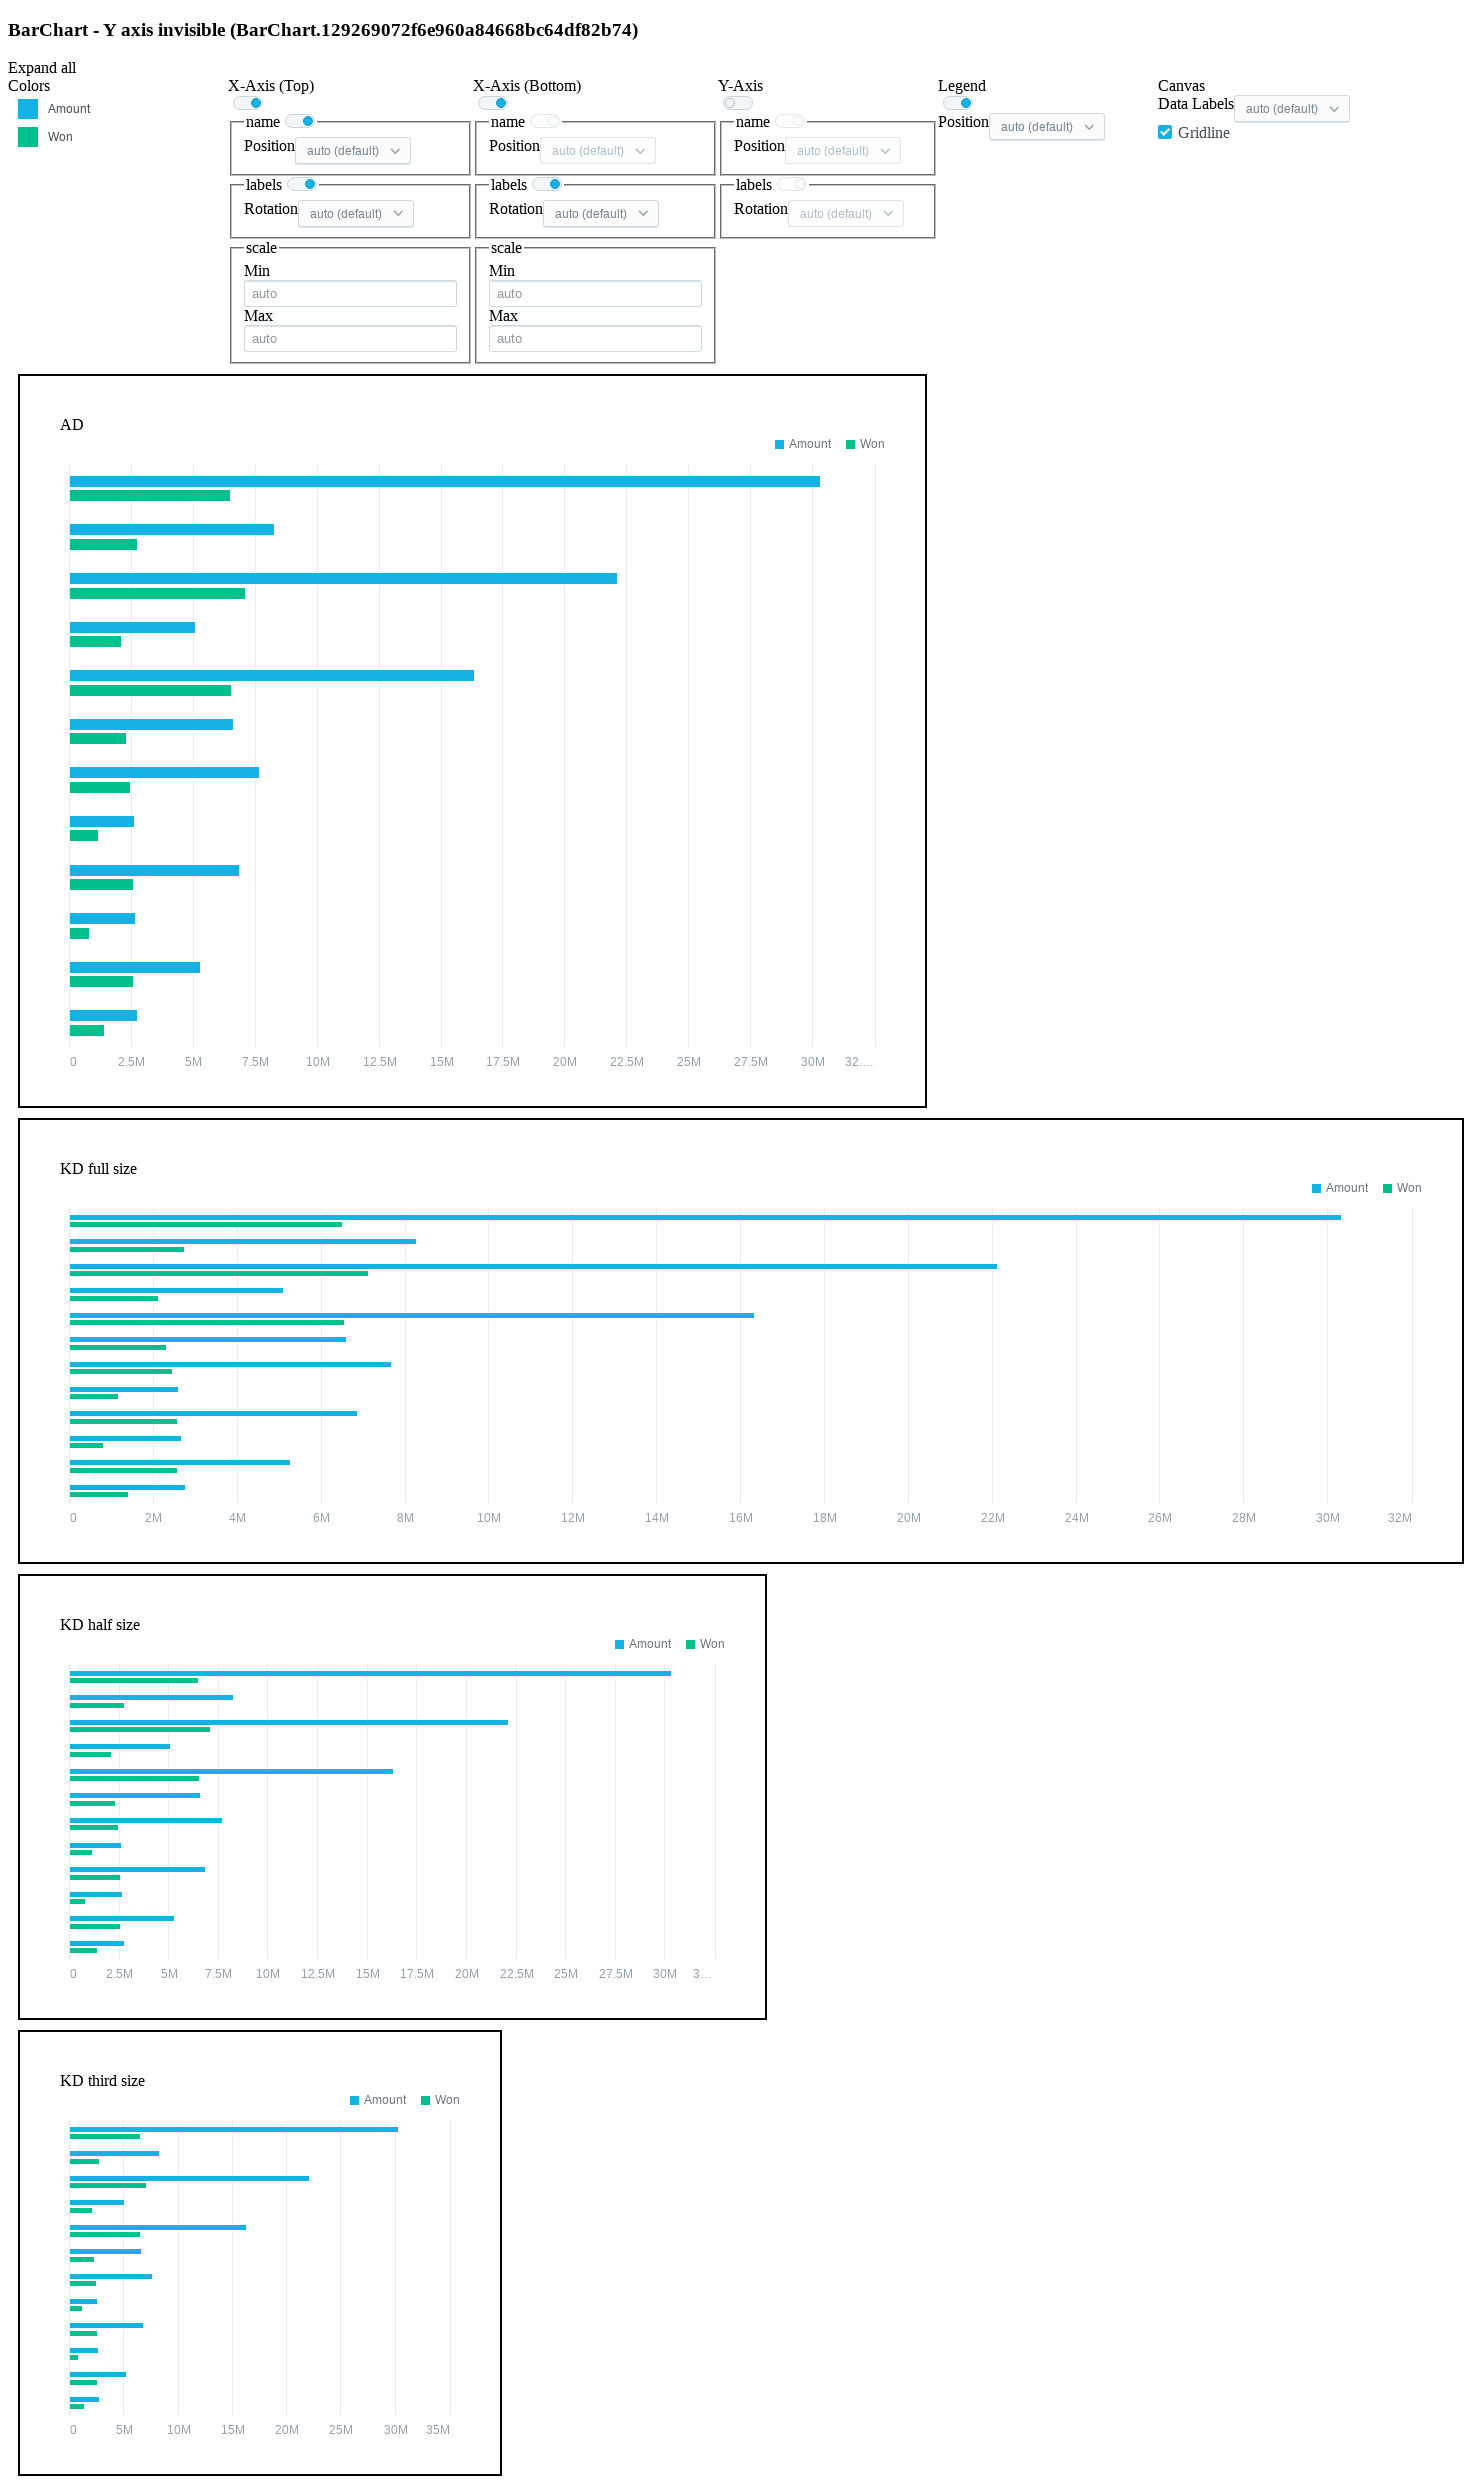 BarChart - Y axis invisible (BarChart.129269072f6e960a84668bc64df82b74)
Expand all
Colors
Amount
Won
X-Axis (Top)
name
Position auto (default)
labels
Rotation auto (default)
scale
Min
auto
Max
auto
X-Axis (Bottom)
name
Position auto (default)
labels
Rotation auto (default)
scale
Min
auto
Max
auto
Y-Axis
name
Position auto (default)
labels
Rotation auto (default)
Legend
Position auto (default)
Canvas
Data Labels auto (default)
Gridline
AD
Amount Won
0 2.5M 5M 7.5M 10M 12.5M 15M 17.5M 20M 22.5M 25M 27.5M 30M 32.…
KD full size
Amount Won
0 2M 4M 6M 8M 10M 12M 14M 16M 18M 20M 22M 24M 26M 28M 30M 32M
KD half size
Amount Won
0 2.5M 5M 7.5M 10M 12.5M 15M 17.5M 20M 22.5M 25M 27.5M 30M 3…
KD third size
Amount Won
0 5M 10M 15M 20M 25M 30M 35M